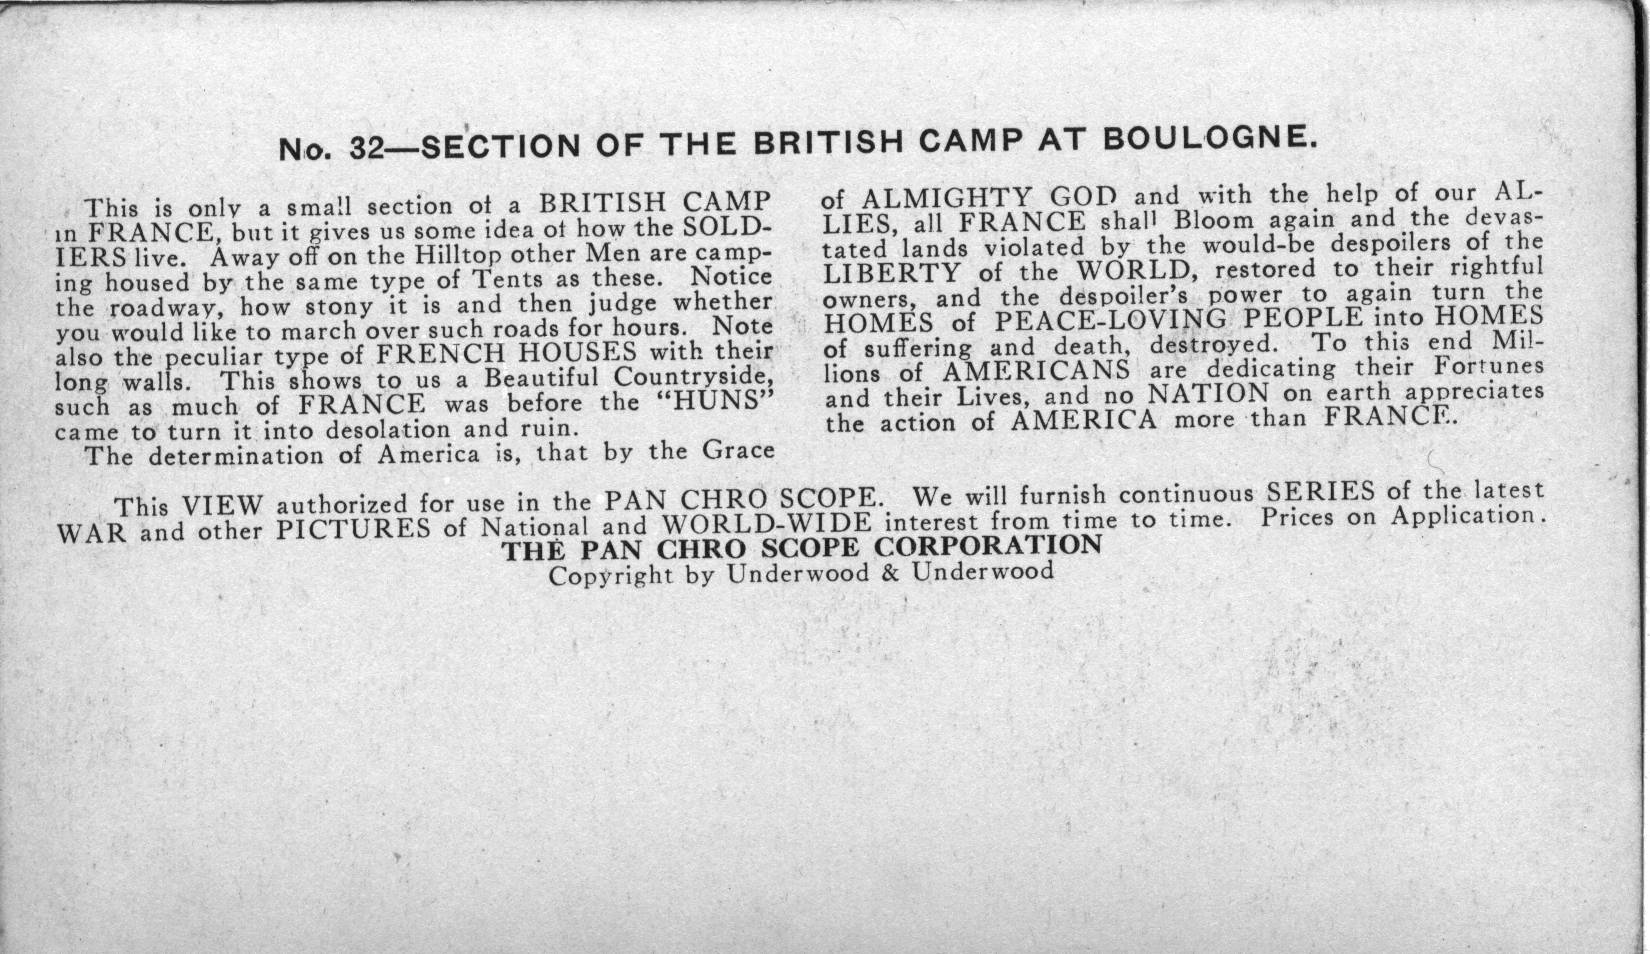 No. 32—SECTION OF THE BRITISH CAMP AT BOULOGNE.
This is only a small section of a BRITISH CAMP
in FRANCE, but it gives us some idea of how the SOLD-
IERS live. Away off on the Hilltop other Men are camp-
ing housed by the same type of Tents as these. Notice
the roadway, how stony it is and then judge whether
you would like to march over such roads for hours. Note
also the peculiar type of FRENCH HOUSES with their
long walls. This shows to us a Beautiful Countryside,
such as much of FRANCE was before the “HUNS”
came to turn it into desolation and ruin.
The determination of America is, that by the Grace
of ALMIGHTY GOD and with the help of our AL-
LIES, all FRANCE shall Bloom again and the devas-
tated lands violated by the would-be despoilers of the
LIBERTY of the WORLD, restored to their rightful
owners, and the despoiler’s power to again turn the
HOMES of PEACE-LOVING PEOPLE into HOMES
of suffering and death, destroyed. To this end Mil-
lions of AMERICANS are dedicating their Fortunes
and their Lives, and no NATION on earth appreciates
the action of AMERICA more than FRANCE.
This VIEW authorized for use in the PAN CHRO SCOPE. We will furnish continuous SERIES of the latest
WAR and other PICTURES of National and WORLD-WIDE interest from time to time. Prices on Application.
THE PAN CHRO SCOPE CORPORATION
Copyright by Underwood & Underwood